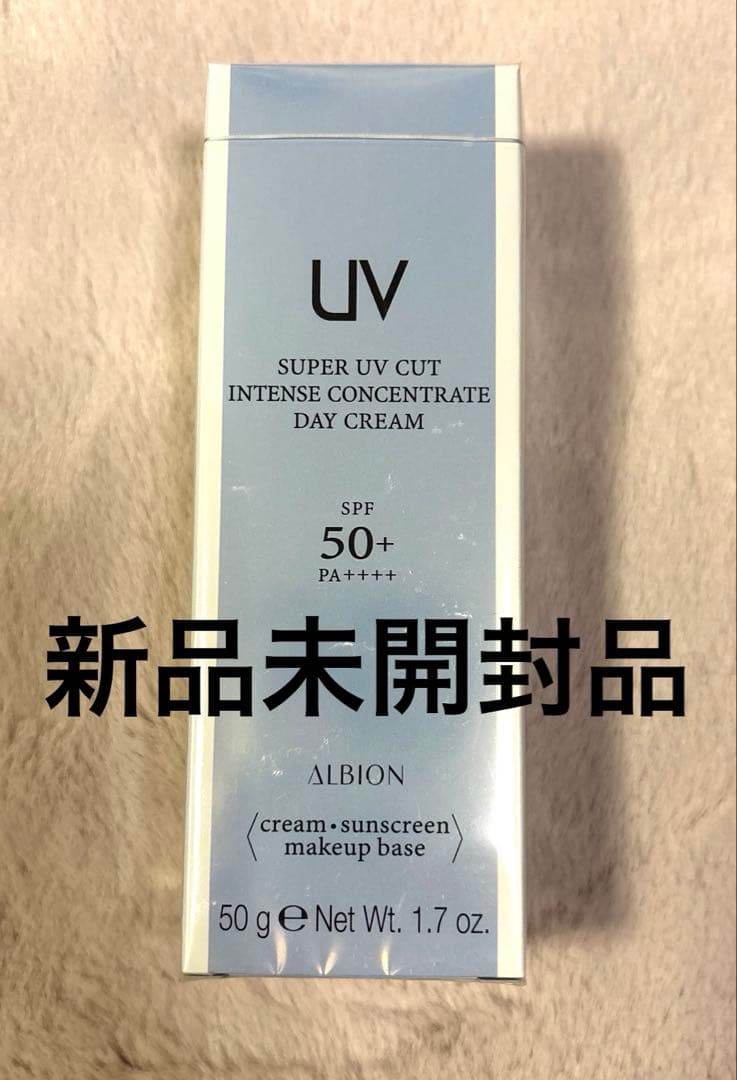 UV
SUPER UV CUT
INTENSE CONCENTRATE
DAY CREAM
SPF
50+
PA++++
新品未開封品
ALBION
〈cream・sunscreen
makeup base〉
50 g ℮ Net Wt. 1.7 oz.